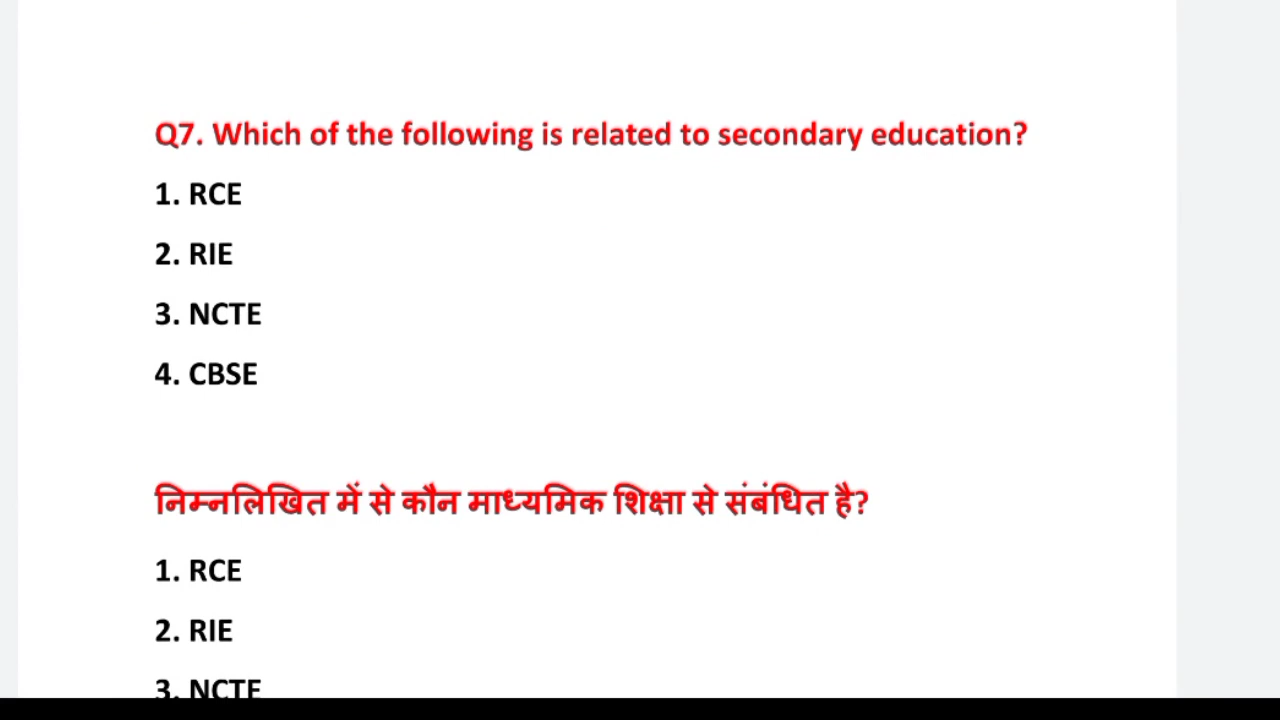 Q7. Which of the following is related to secondary education?
1. RCE
2. RIE
3. NCTE
4. CBSE
निम्नलिखित में से कौन माध्यमिक शिक्षा से संबंधित है?
1. RCE
2. RIE
3. NCTE